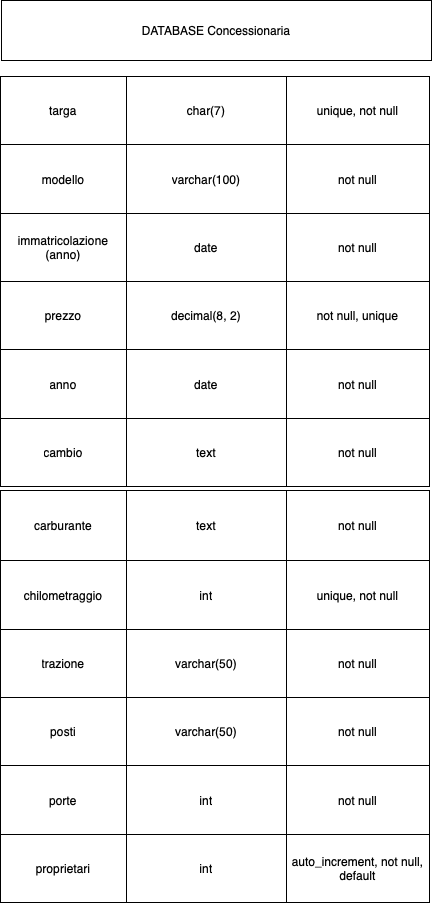 DATABASE Concessionaria
targa char(7) unique, not null
modello varchar(100) not null
immatricolazione
(anno) date not null
prezzo decimal(8, 2) not null, unique
anno date not null
cambio text not null
carburante text not null
chilometraggio int unique, not null
trazione varchar(50) not null
posti varchar(50) not null
porte int not null
proprietari int auto_increment, not null,
default